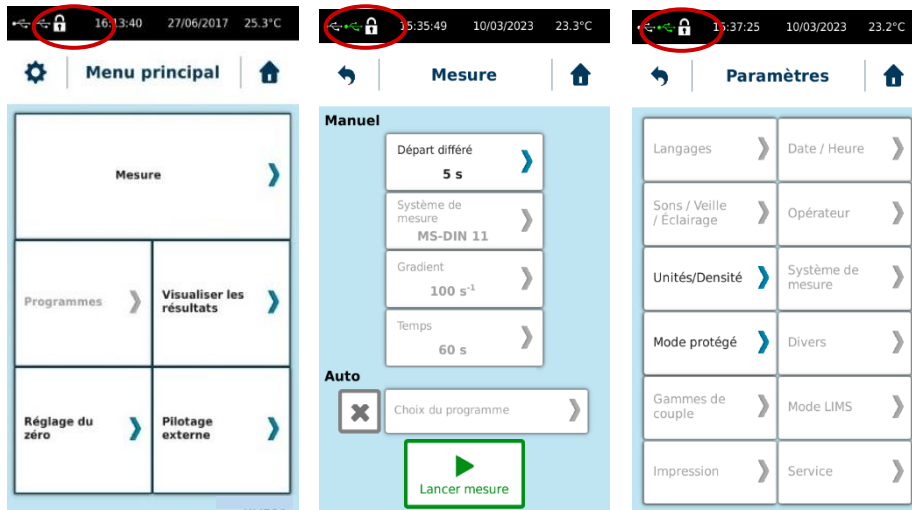 16:13:40 27/06/2017 25.3°C
Menu principal
Mesure
Programmes
Visualiser les
résultats
Réglage du
zéro
Pilotage
externe
15:35:49 10/03/2023 23.3°C
Mesure
Manuel
Départ différé
5 s
Système de
mesure
MS-DIN 11
Gradient
100 s⁻¹
Temps
60 s
Auto
Choix du programme
Lancer mesure
15:37:25 10/03/2023 23.2°C
Paramètres
Langages
Date / Heure
Sons / Veille
/ Éclairage
Opérateur
Unités/Densité
Système de
mesure
Mode protégé
Divers
Gammes de
couple
Mode LIMS
Impression
Service